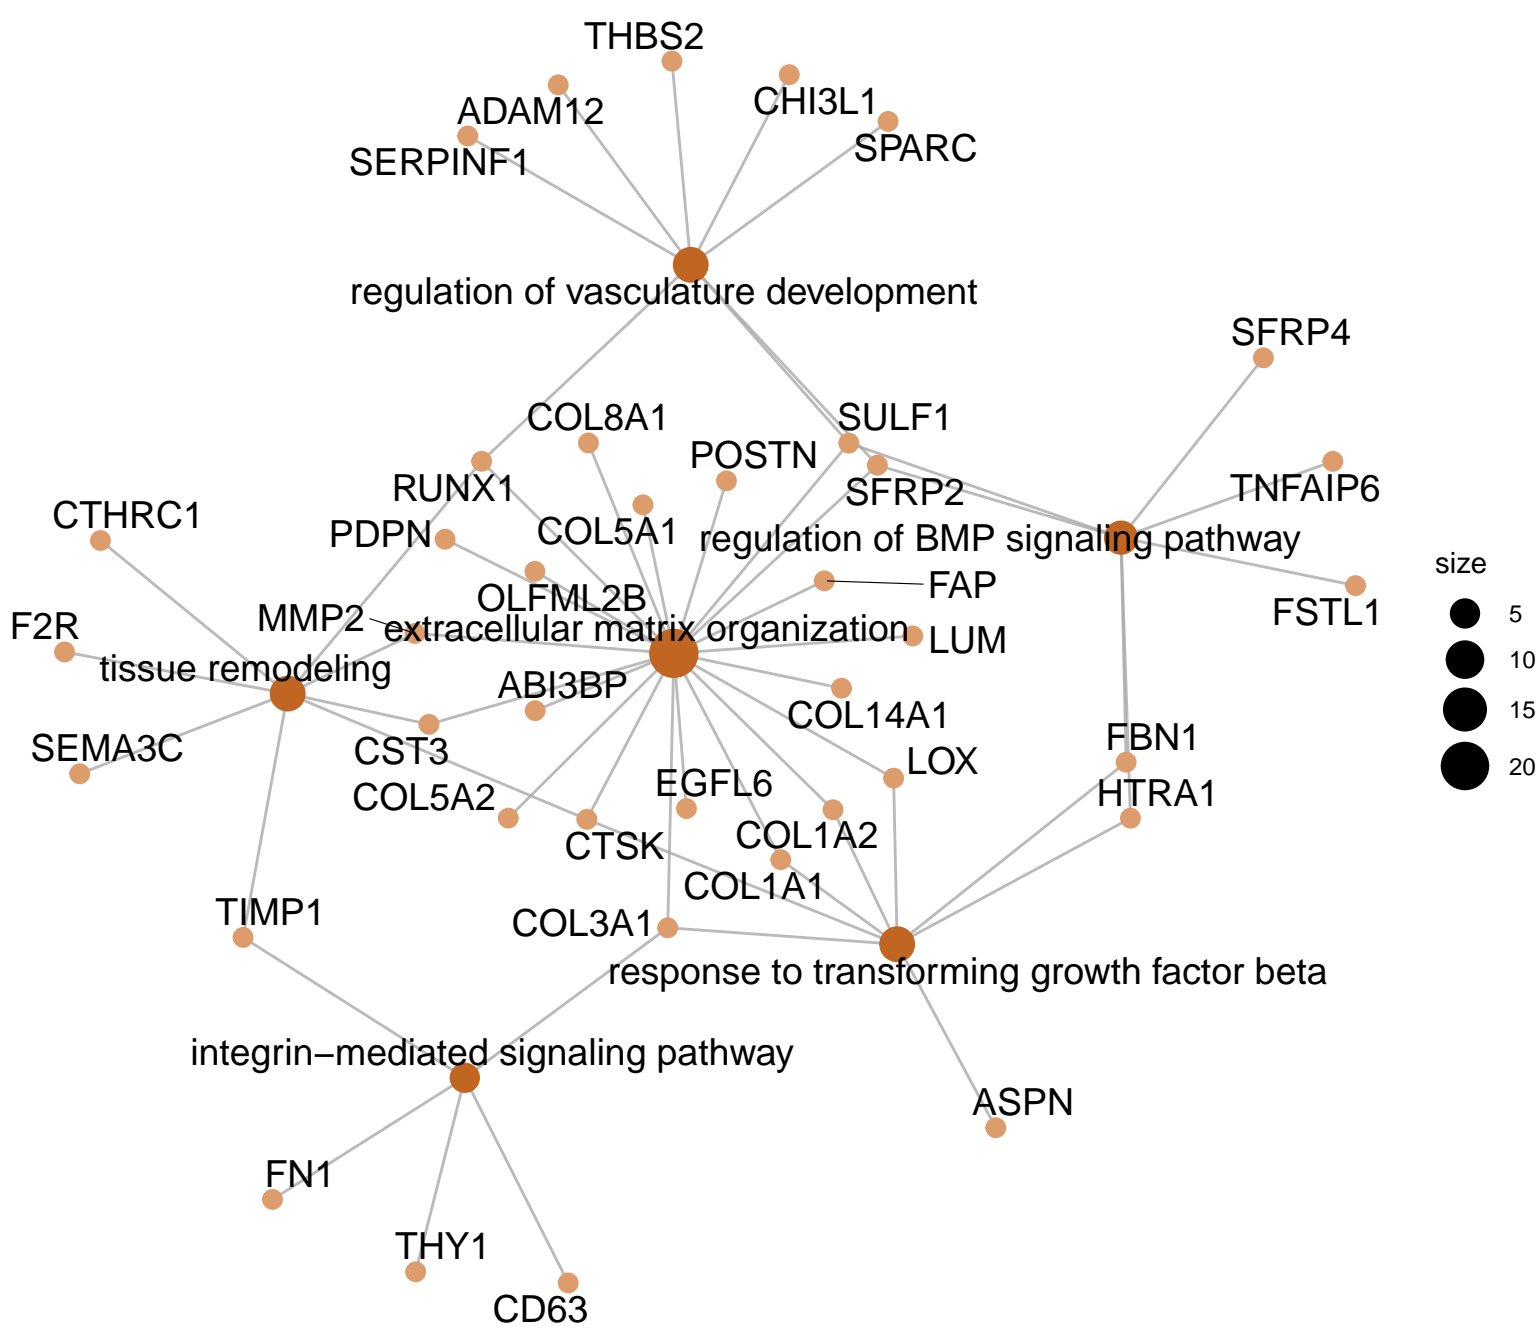 THBS2
ADAM12
CHI3L1
SERPINF1
SPARC
regulation of vasculature development
SFRP4
COL8A1
SULF1
POSTN
RUNX1
SFRP2
TNFAIP6
CTHRC1
PDPN
COL5A1
regulation of BMP signaling pathway
size
OLFML2B
FAP
5
FSTL1
MMP2
F2R
extracellular matrix organization
LUM
10
tissue remodeling
ABI3BP
COL14A1
15
SEMA3C
CST3
FBN1
LOX
20
COL5A2
EGFL6
HTRA1
CTSK
COL1A2
COL1A1
TIMP1
COL3A1
response to transforming growth factor beta
integrin−mediated signaling pathway
ASPN
FN1
THY1
CD63